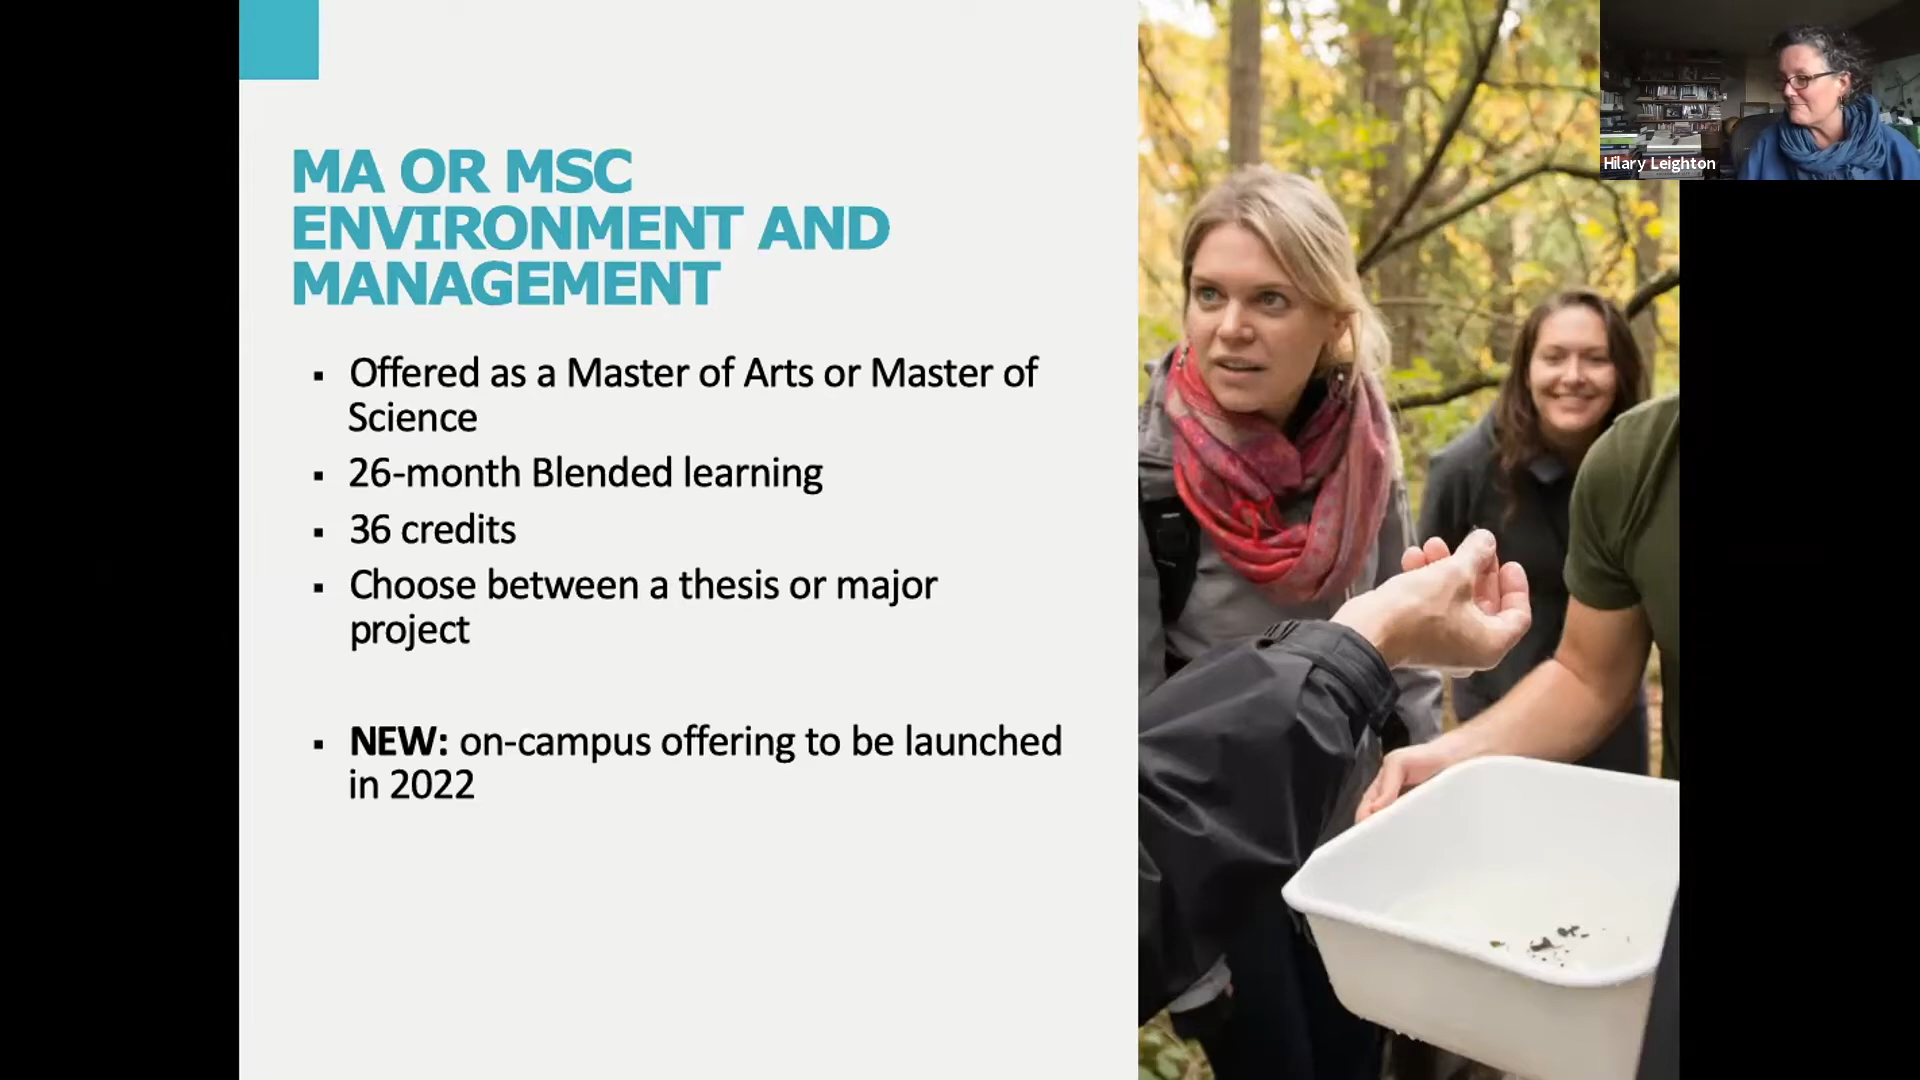 MA OR MSC
ENVIRONMENT AND
MANAGEMENT
▪ Offered as a Master of Arts or Master of
Science
▪ 26-month Blended learning
▪ 36 credits
▪ Choose between a thesis or major
project
▪ NEW: on-campus offering to be launched
in 2022
Hilary Leighton